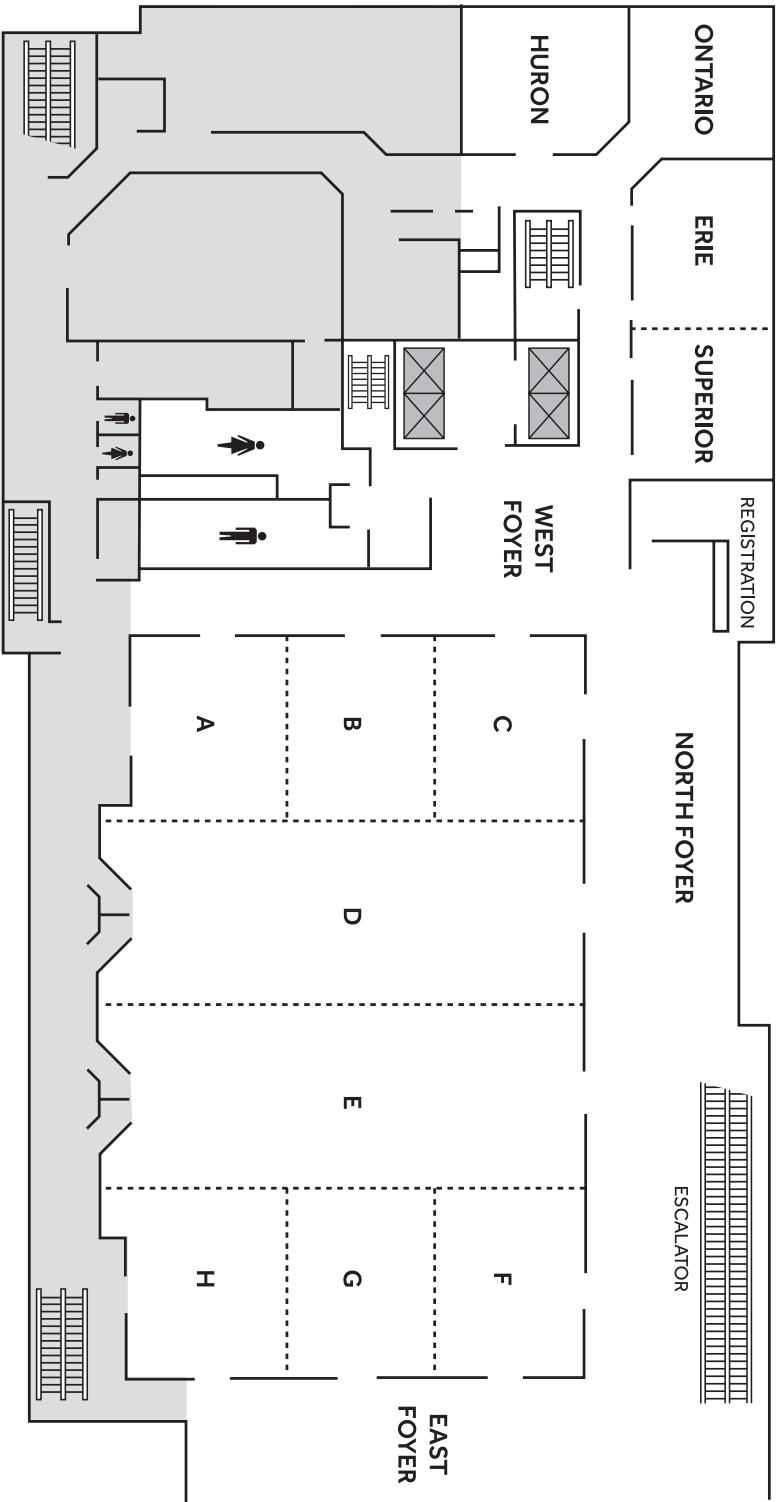 ONTARIO
HURON
ERIE
SUPERIOR
REGISTRATION
WEST
FOYER
NORTH FOYER
C
B
A
D
E
F
G
H
ESCALATOR
EAST
FOYER